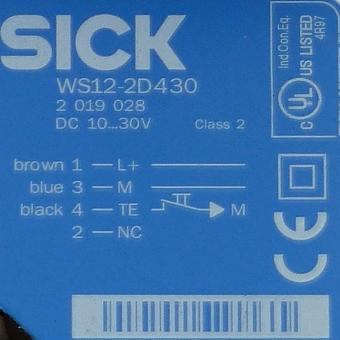 SICK
WS12-2D430
2 019 028
DC 10...30V Class 2
brown 1 — L+
blue 3 — M
black 4 — TE M
2 — NC
Ind.Con.Eq.
C UL US LISTED
4R97
CE